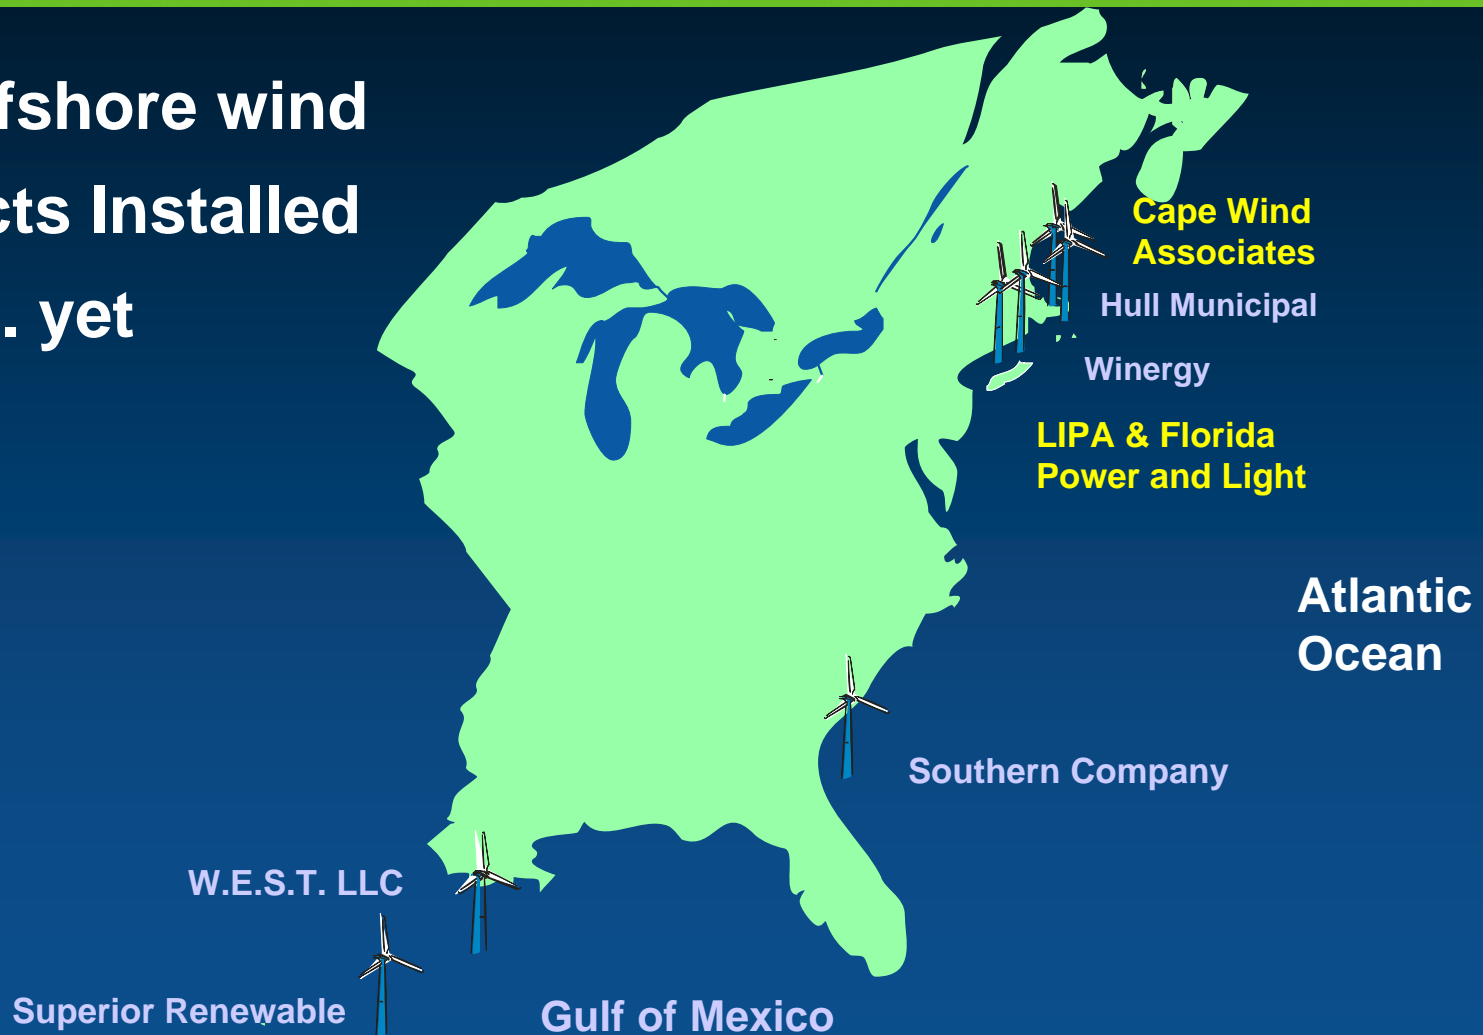 fshore wind
cts Installed
. yet
Cape Wind
Associates
Hull Municipal
Winergy
LIPA & Florida
Power and Light
Atlantic
Ocean
Southern Company
W.E.S.T. LLC
Superior Renewable
Gulf of Mexico